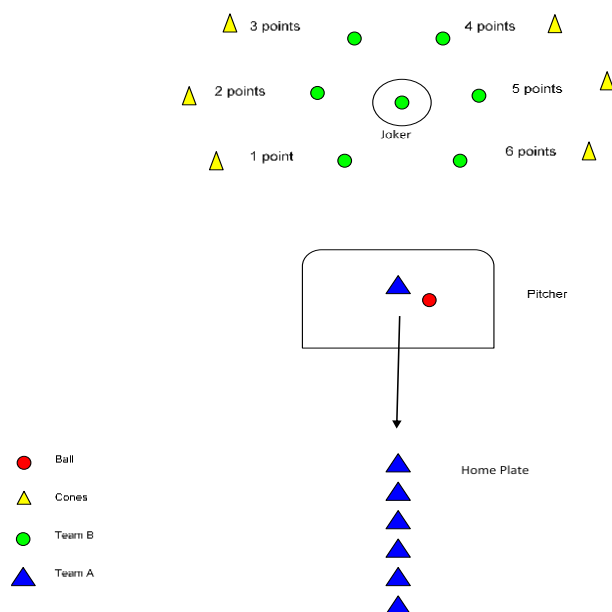 3 points
4 points
2 points
5 points
Joker
1 point
6 points
Pitcher
Ball
Home Plate
Cones
Team B
Team A